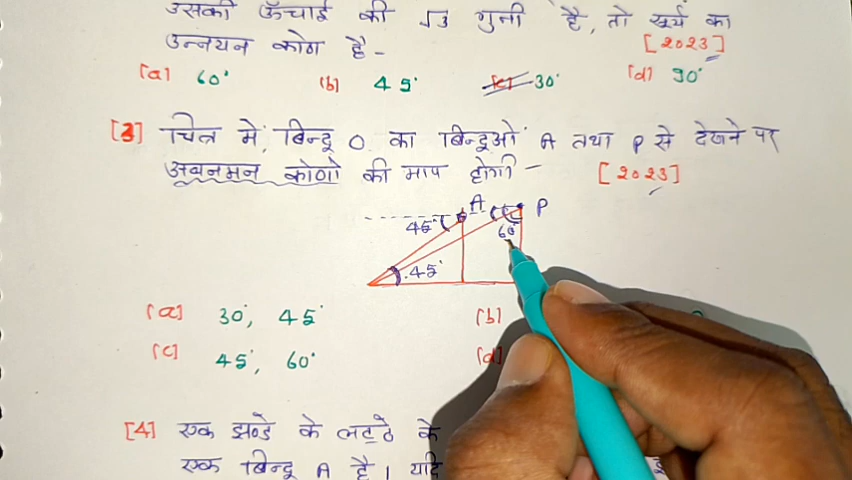 उसकी ऊँचाई की √3 गुनी है, तो सूर्य का
उन्नयन कोण है - [2023]
[a] 60° [b] 45° [c] 30° [d] 90°
[3] चित्र में, बिन्दू O का बिन्दूओं A तथा P से देखने पर
अवनमन कोणो की माप होगी - [2023]
A P
45° 60°
45°
[a] 30°, 45° [b]
[c] 45°, 60° [d]
[4] एक झण्डे के लट्ठे के
एक बिन्दू A है। यदि